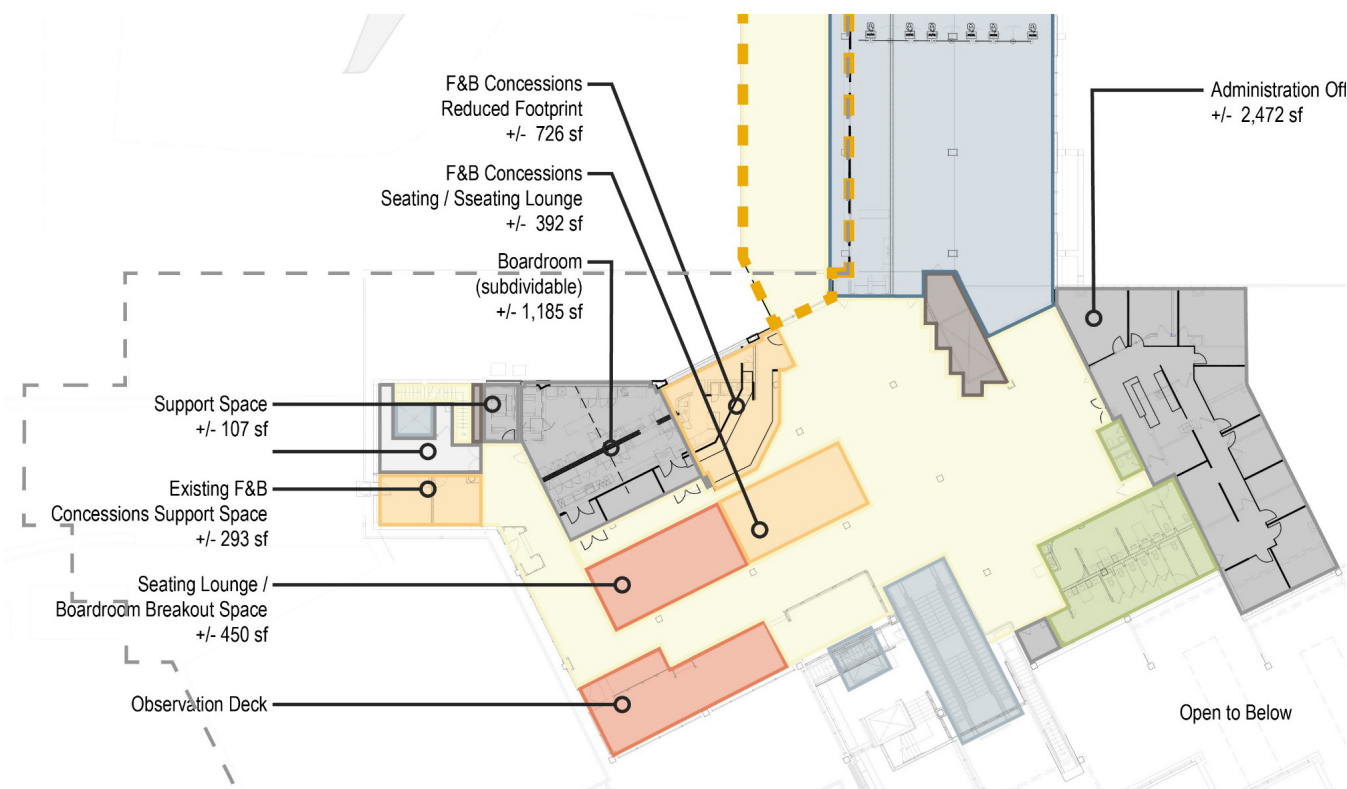 F&B Concessions
Reduced Footprint
+/- 726 sf
F&B Concessions
Seating / Sseating Lounge
+/- 392 sf
Boardroom
(subdividable)
+/- 1,185 sf
Support Space
+/- 107 sf
Existing F&B
Concessions Support Space
+/- 293 sf
Seating Lounge /
Boardroom Breakout Space
+/- 450 sf
Observation Deck
Administration Off
+/- 2,472 sf
Open to Below